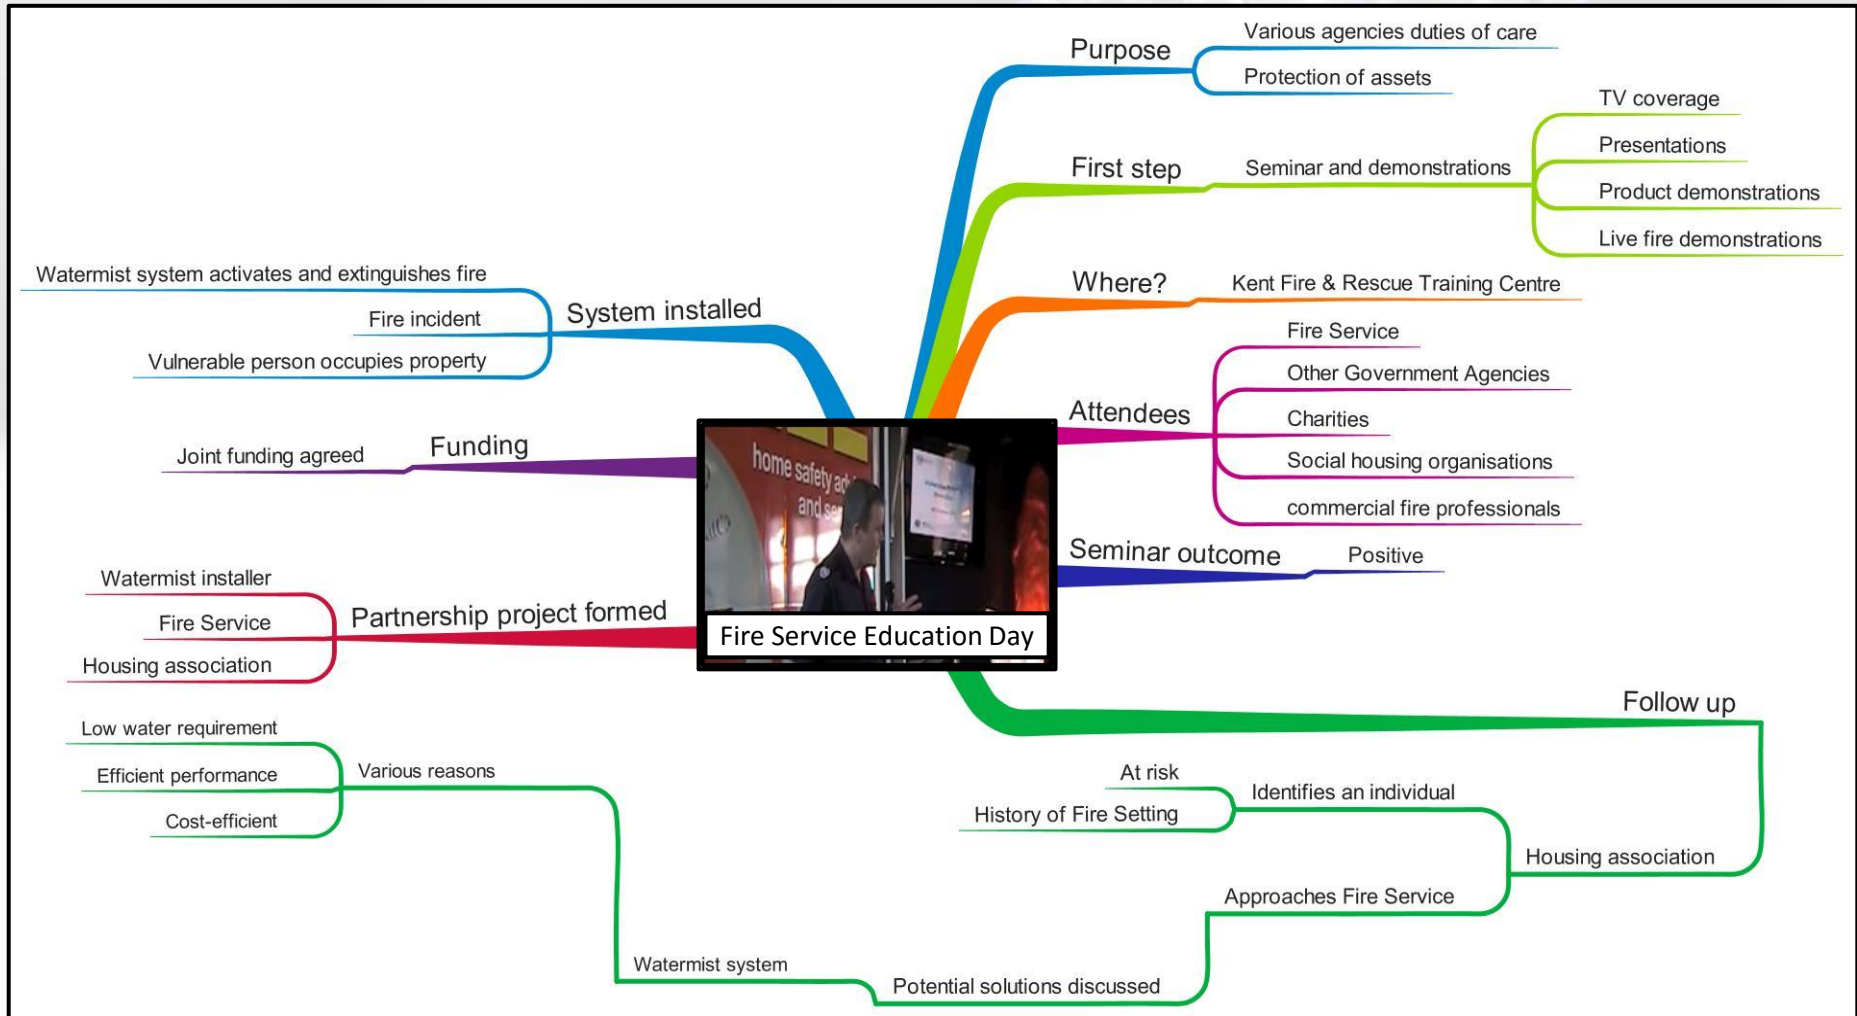 Purpose
Various agencies duties of care
Protection of assets
First step
Seminar and demonstrations
TV coverage
Presentations
Product demonstrations
Live fire demonstrations
Where?
Kent Fire & Rescue Training Centre
Attendees
Fire Service
Other Government Agencies
Charities
Social housing organisations
commercial fire professionals
Seminar outcome
Positive
Follow up
Housing association
Identifies an individual
At risk
History of Fire Setting
Approaches Fire Service
Potential solutions discussed
Watermist system
Various reasons
Low water requirement
Efficient performance
Cost-efficient
Partnership project formed
Watermist installer
Fire Service
Housing association
Funding
Joint funding agreed
System installed
Watermist system activates and extinguishes fire
Fire incident
Vulnerable person occupies property
home safety
and
Fire Service Education Day